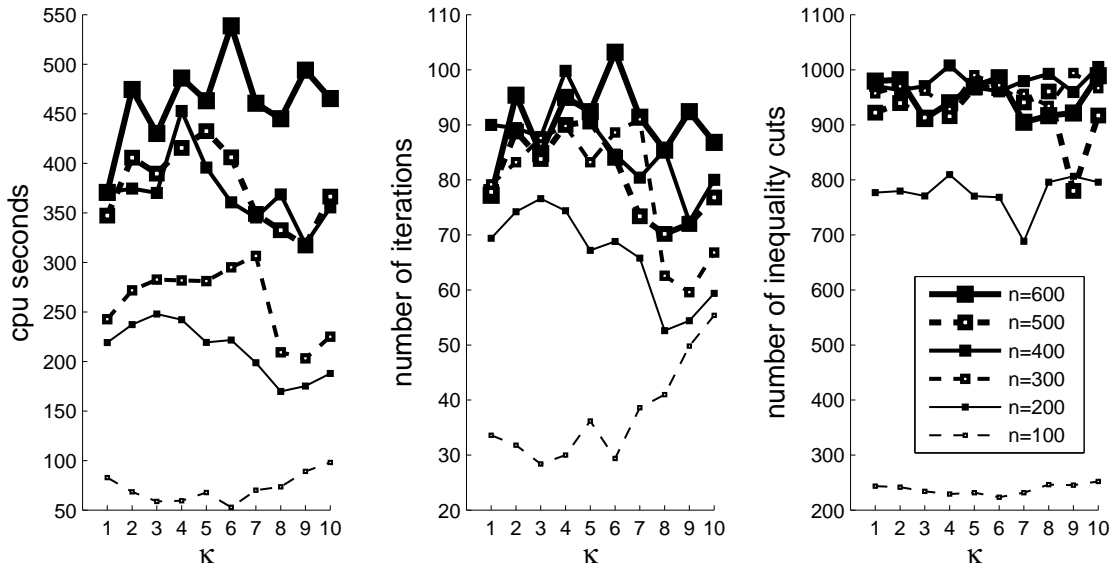 cpu seconds
550
500
450
400
350
300
250
200
150
100
50
1 2 3 4 5 6 7 8 9 10
κ
number of iterations
110
100
90
80
70
60
50
40
30
20
10
1 2 3 4 5 6 7 8 9 10
κ
number of inequality cuts
1100
1000
900
800
700
600
500
400
300
200
1 2 3 4 5 6 7 8 9 10
κ
n=600
n=500
n=400
n=300
n=200
n=100